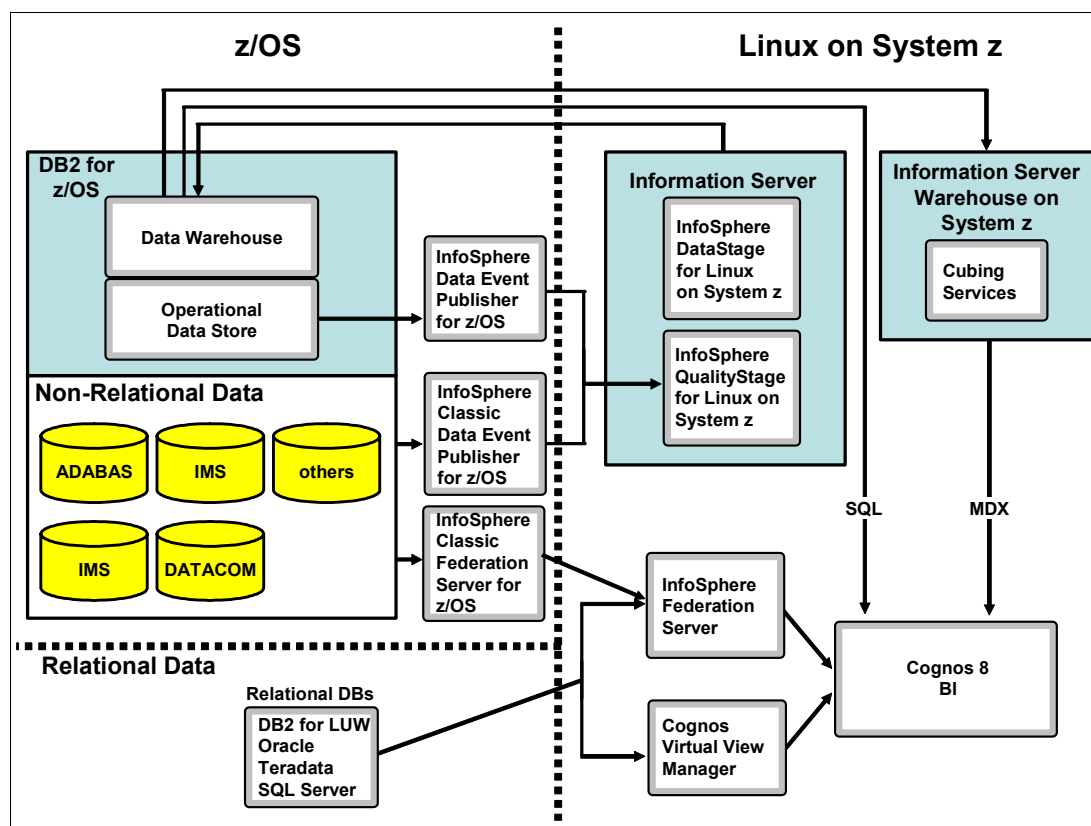 z/OS
Linux on System z
DB2 for
z/OS
Data Warehouse
Operational
Data Store
Non-Relational Data
ADABAS
IMS
others
IMS
DATACOM
InfoSphere
Data Event
Publisher
for z/OS
InfoSphere
Classic
Data Event
Publisher
for z/OS
InfoSphere
Classic
Federation
Server for
z/OS
Information Server
InfoSphere
DataStage
for Linux
on System z
InfoSphere
QualityStage
for Linux on
System z
Information Server
Warehouse on
System z
Cubing
Services
SQL
MDX
InfoSphere
Federation
Server
Cognos 8
BI
Cognos
Virtual View
Manager
Relational Data
Relational DBs
DB2 for LUW
Oracle
Teradata
SQL Server